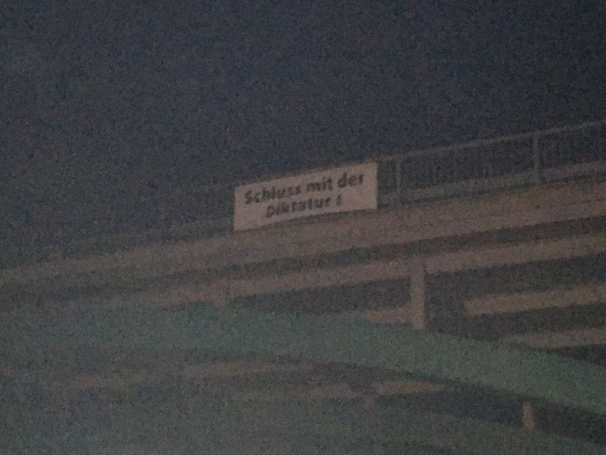 Schluss mit der
Diktatur !